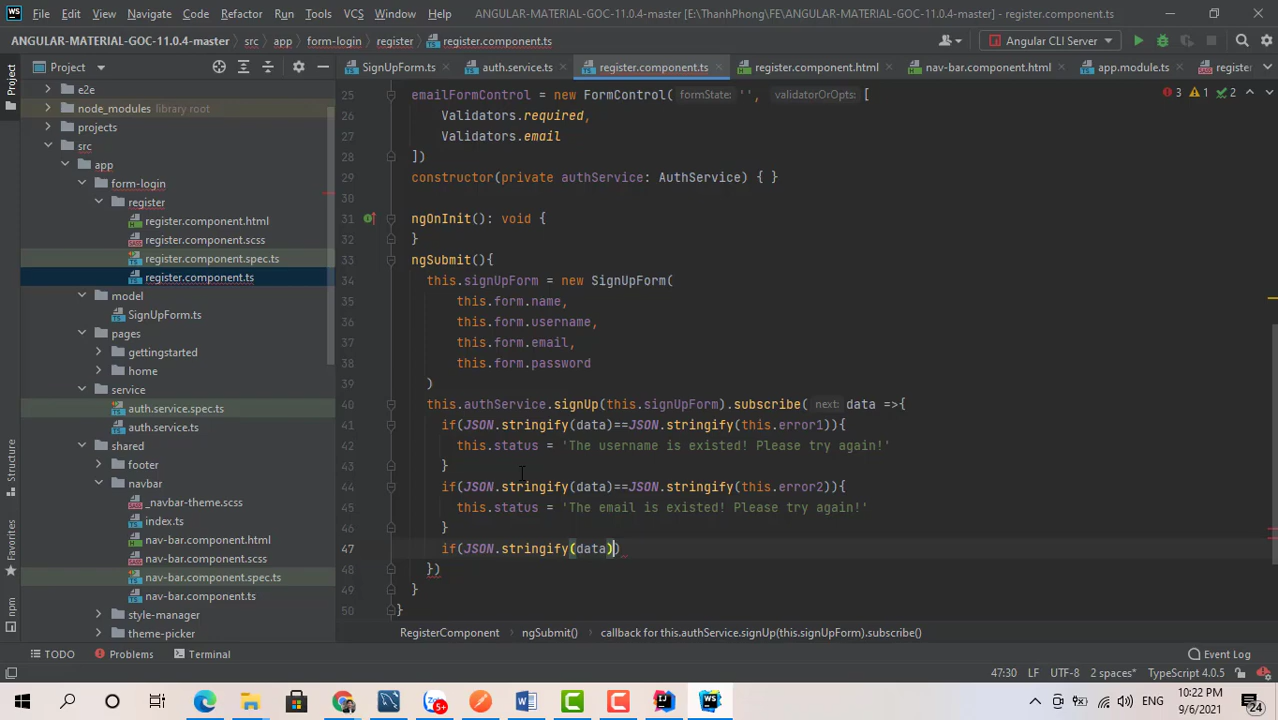 WS File Edit View Navigate Code Refactor Run Tools VCS Window Help ANGULAR-MATERIAL-GOC-11.0.4-master [E:\ThanhPhong\FE\ANGULAR-MATERIAL-GOC-11.0.4-master] - register.component.ts
ANGULAR-MATERIAL-GOC-11.0.4-master src app form-login register register.component.ts Angular CLI Server
Project
Project
SignUpForm.ts auth.service.ts register.component.ts register.component.html nav-bar.component.html app.module.ts register
e2e
node_modules library root
projects
src
app
form-login
register
register.component.html
register.component.scss
register.component.spec.ts
register.component.ts
model
SignUpForm.ts
pages
gettingstarted
home
service
auth.service.spec.ts
auth.service.ts
shared
footer
navbar
_navbar-theme.scss
index.ts
nav-bar.component.html
nav-bar.component.scss
nav-bar.component.spec.ts
nav-bar.component.ts
style-manager
theme-picker
Structure
Favorites
npm
3 1 2
25 emailFormControl = new FormControl( formState: '', validatorOrOpts: [
26 Validators.required,
27 Validators.email
28 ])
29 constructor(private authService: AuthService) { }
30
31 ngOnInit(): void {
32 }
33 ngSubmit(){
34 this.signUpForm = new SignUpForm(
35 this.form.name,
36 this.form.username,
37 this.form.email,
38 this.form.password
39 )
40 this.authService.signUp(this.signUpForm).subscribe( next: data =>{
41 if(JSON.stringify(data)==JSON.stringify(this.error1)){
42 this.status = 'The username is existed! Please try again!'
43 }
44 if(JSON.stringify(data)==JSON.stringify(this.error2)){
45 this.status = 'The email is existed! Please try again!'
46 }
47 if(JSON.stringify(data))
48 })
49 }
50 }
RegisterComponent ngSubmit() callback for this.authService.signUp(this.signUpForm).subscribe()
TODO Problems Terminal Event Log
47:30 LF UTF-8 2 spaces* TypeScript 4.0.5
5+ W WS 10:22 PM
9/6/2021 24